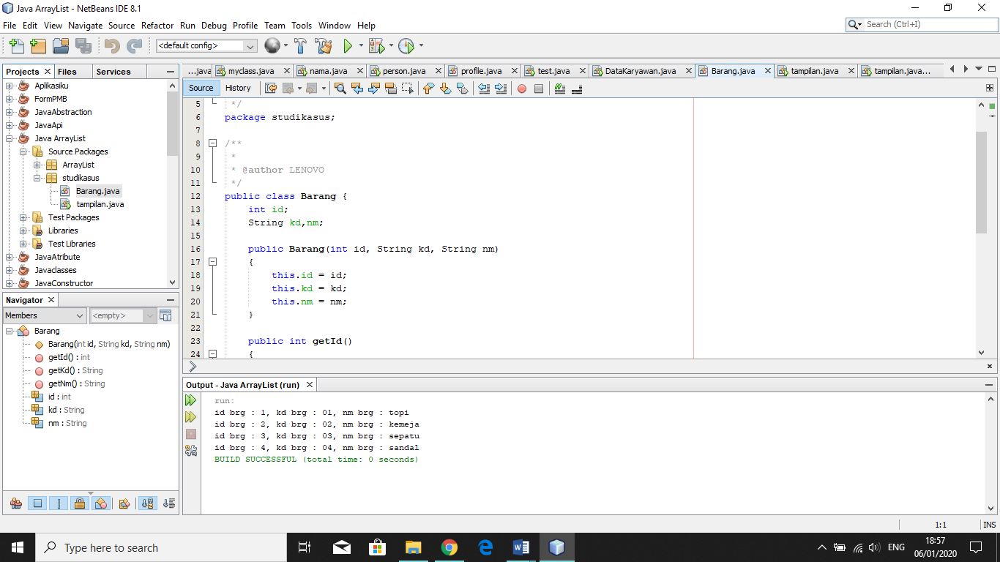 Java ArrayList - NetBeans IDE 8.1
File Edit View Navigate Source Refactor Run Debug Profile Team Tools Window Help
Search (Ctrl+I)
<default config>
Projects Files Services
Aplikasiku
FormPMB
JavaAbstraction
JavaApi
Java ArrayList
Source Packages
ArrayList
studikasus
Barang.java
tampilan.java
Test Packages
Libraries
Test Libraries
JavaAtribute
Javaclasses
JavaConstructor
Navigator
Members <empty>
Barang
Barang(int id, String kd, String nm)
getId() : int
getKd() : String
getNm() : String
id : int
kd : String
nm : String
...java myclass.java nama.java person.java profile.java test.java DataKaryawan.java Barang.java tampilan.java tampilan.java...
Source History
5 */
6 package studikasus;
7
8 /**
9 *
10 * @author LENOVO
11 */
12 public class Barang {
13 int id;
14 String kd,nm;
15
16 public Barang(int id, String kd, String nm)
17 {
18 this.id = id;
19 this.kd = kd;
20 this.nm = nm;
21 }
22
23 public int getId()
24 {
Output - Java ArrayList (run)
run:
id brg : 1, kd brg : 01, nm brg : topi
id brg : 2, kd brg : 02, nm brg : kemeja
id brg : 3, kd brg : 03, nm brg : sepatu
id brg : 4, kd brg : 04, nm brg : sandal
BUILD SUCCESSFUL (total time: 0 seconds)
1:1 INS
Type here to search
ENG
18:57
06/01/2020